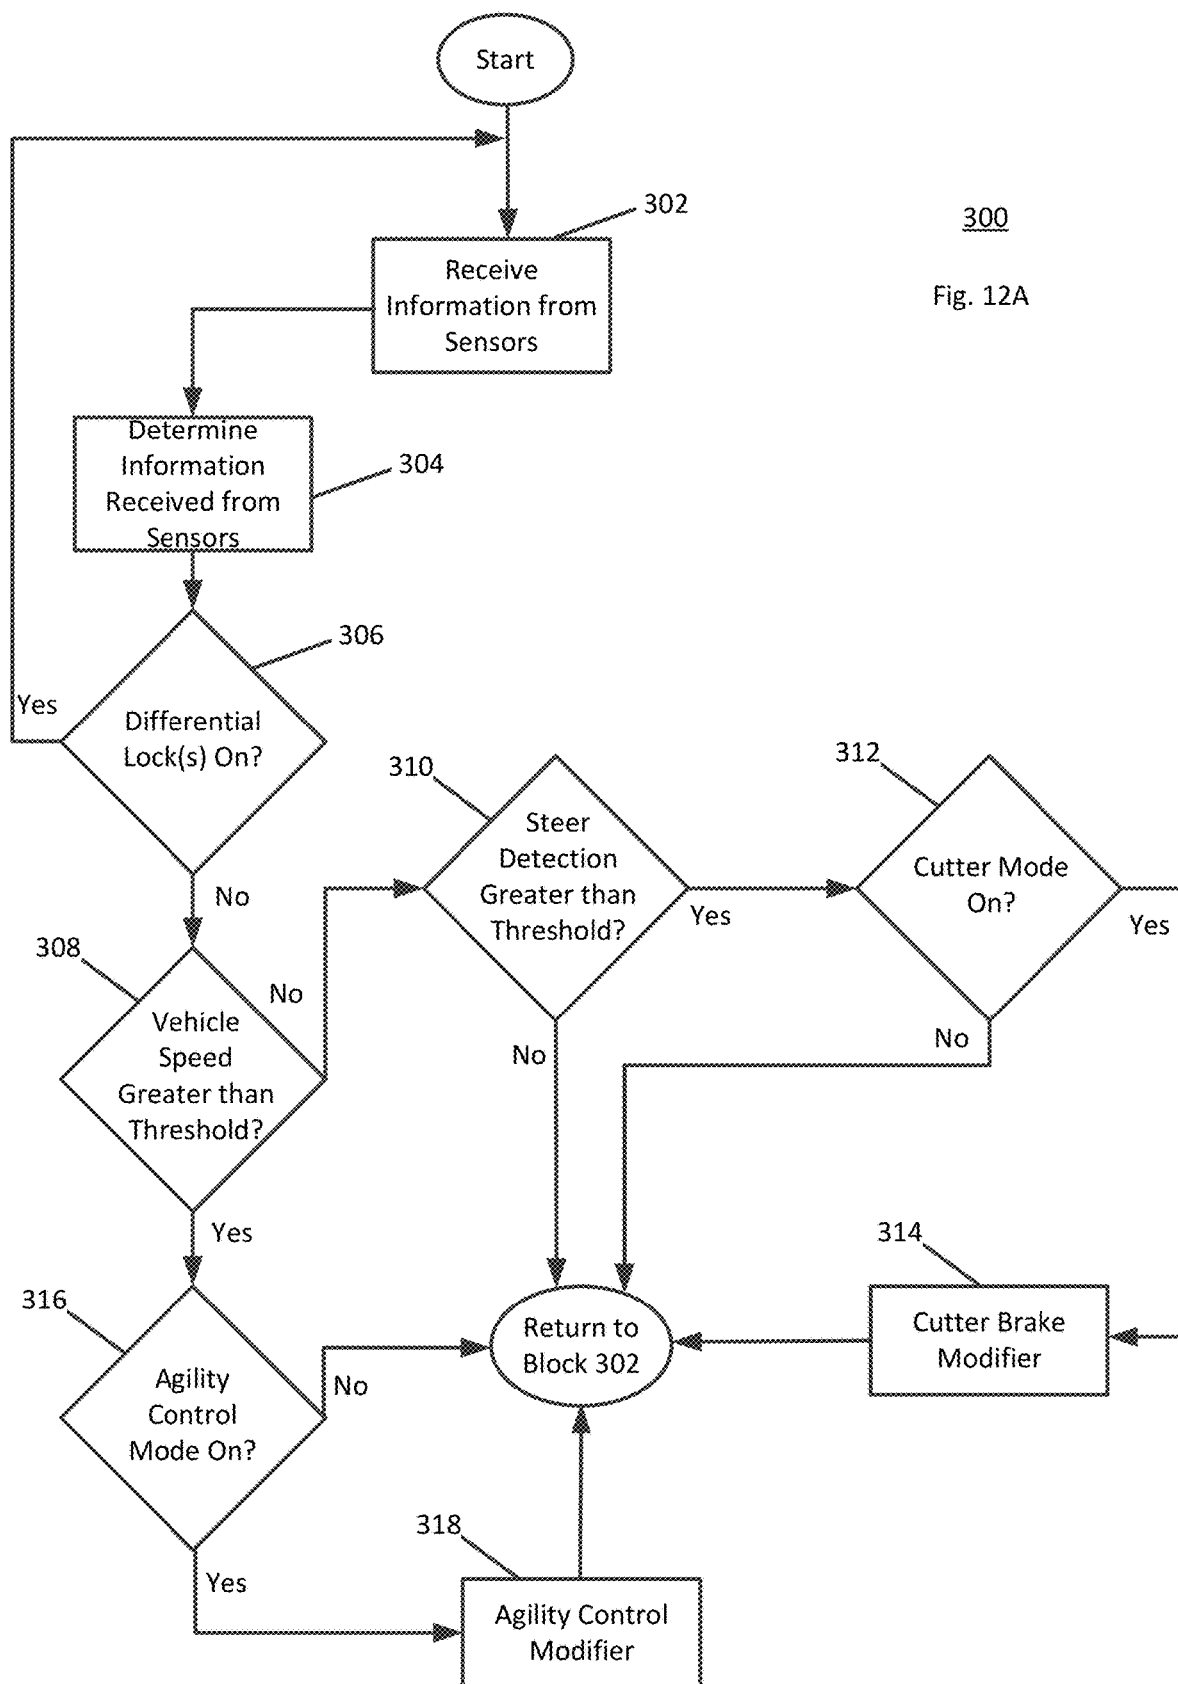 Start
302
300
Receive
Information from
Sensors
Fig. 12A
Determine
Information
Received from
Sensors
304
306
Yes
Differential
Lock(s) On?
310
312
Steer
Detection
Greater than
Threshold?
Cutter Mode
On?
No
Yes
Yes
308
No
Vehicle
Speed
Greater than
Threshold?
No
No
Yes
314
316
Return to
Block 302
Cutter Brake
Modifier
Agility
Control
Mode On?
No
318
Yes
Agility Control
Modifier